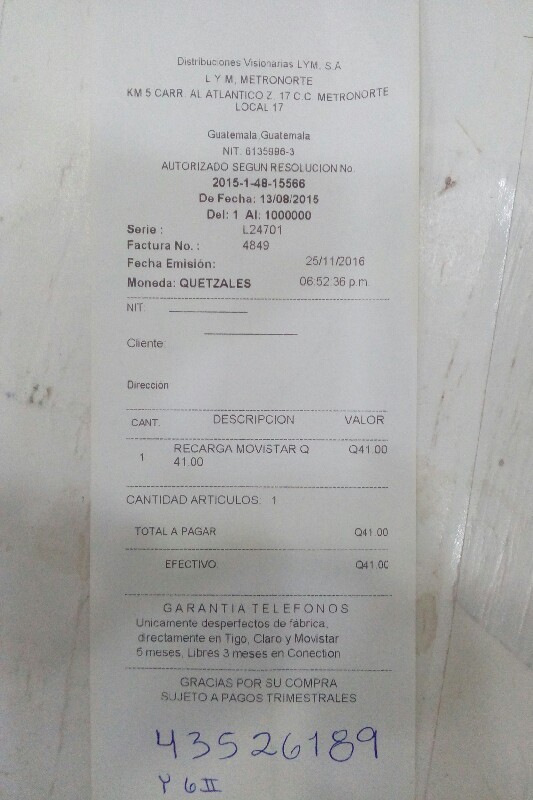 Distribuciones Visionarias LYM, S.A
L Y M, METRONORTE
KM 5 CARR. AL ATLANTICO Z. 17 C.C. METRONORTE
LOCAL 17
Guatemala,Guatemala
NIT. 6135996-3
AUTORIZADO SEGUN RESOLUCION No.
2015-1-48-15566
De Fecha: 13/08/2015
Del: 1 Al: 1000000
Serie : L24701
Factura No. : 4849
Fecha Emisión: 25/11/2016
Moneda: QUETZALES 06:52:36 p.m.
NIT:
Cliente:
Dirección
CANT. DESCRIPCION VALOR
1 RECARGA MOVISTAR Q Q41.00
41.00
CANTIDAD ARTICULOS: 1
TOTAL A PAGAR Q41.00
EFECTIVO: Q41.00
GARANTIA TELEFONOS
Unicamente desperfectos de fábrica,
directamente en Tigo, Claro y Movistar
6 meses, Libres 3 meses en Conection
GRACIAS POR SU COMPRA
SUJETO A PAGOS TRIMESTRALES
43526189
Y 6 II